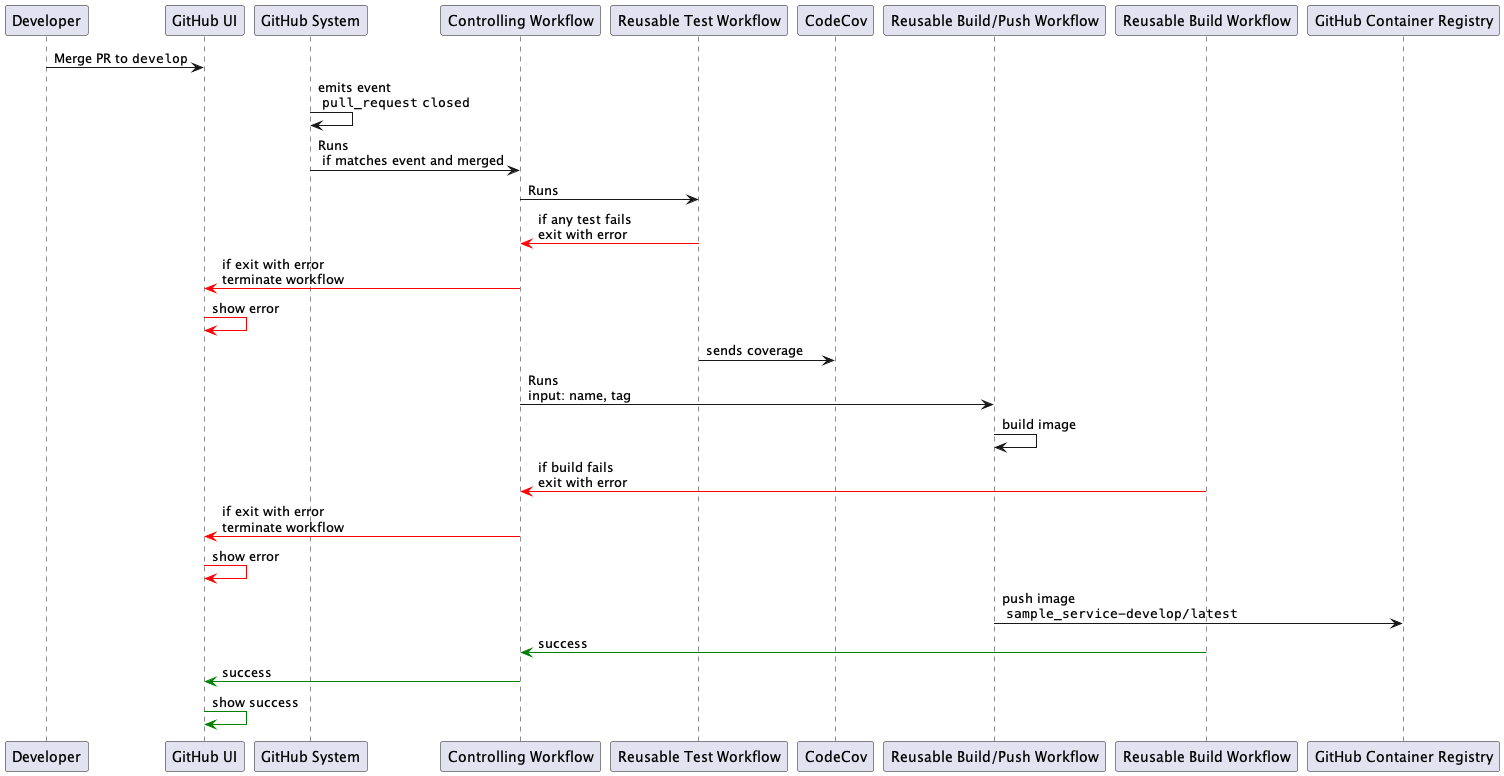 Developer
GitHub UI
GitHub System
Controlling Workflow
Reusable Test Workflow
CodeCov
Reusable Build/Push Workflow
Reusable Build Workflow
GitHub Container Registry
Merge PR to develop
emits event
pull_request closed
Runs
if matches event and merged
Runs
if any test fails
exit with error
if exit with error
terminate workflow
show error
sends coverage
Runs
input: name, tag
build image
if build fails
exit with error
if exit with error
terminate workflow
show error
push image
sample_service-develop/latest
success
success
show success
Developer
GitHub UI
GitHub System
Controlling Workflow
Reusable Test Workflow
CodeCov
Reusable Build/Push Workflow
Reusable Build Workflow
GitHub Container Registry